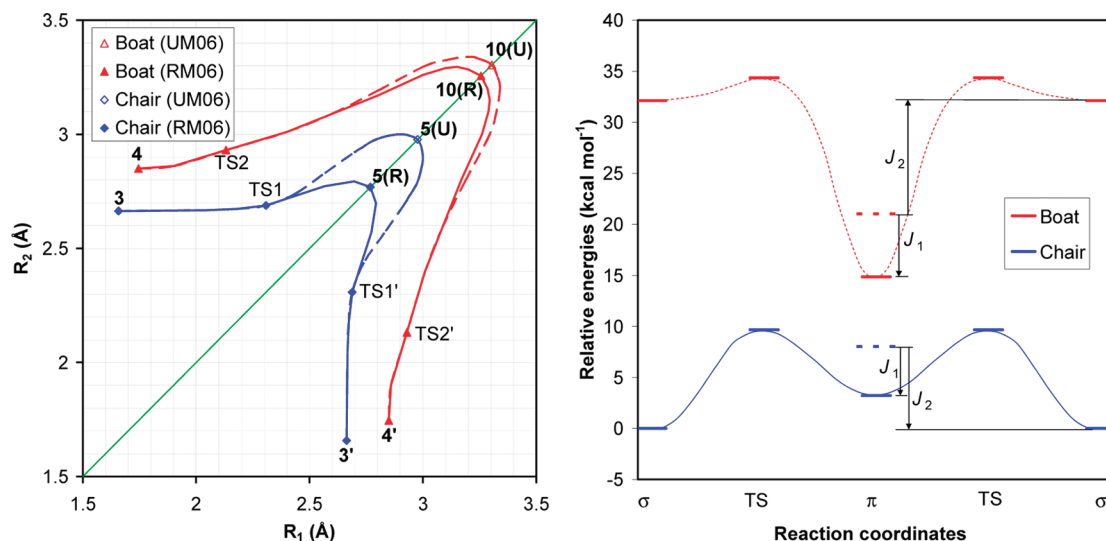 Boat (UM06)
Boat (RM06)
Chair (UM06)
Chair (RM06)
10(U)
10(R)
5(U)
5(R)
4
TS2
3
TS1
TS1'
TS2'
3'
4'
3.5
3
2.5
2
1.5
R2 (Å)
1.5 2 2.5 3 3.5
R1 (Å)
40
35
30
25
20
15
10
5
0
-5
Relative energies (kcal mol-1)
J2
J1
Boat
Chair
J1
J2
σ TS π TS σ
Reaction coordinates